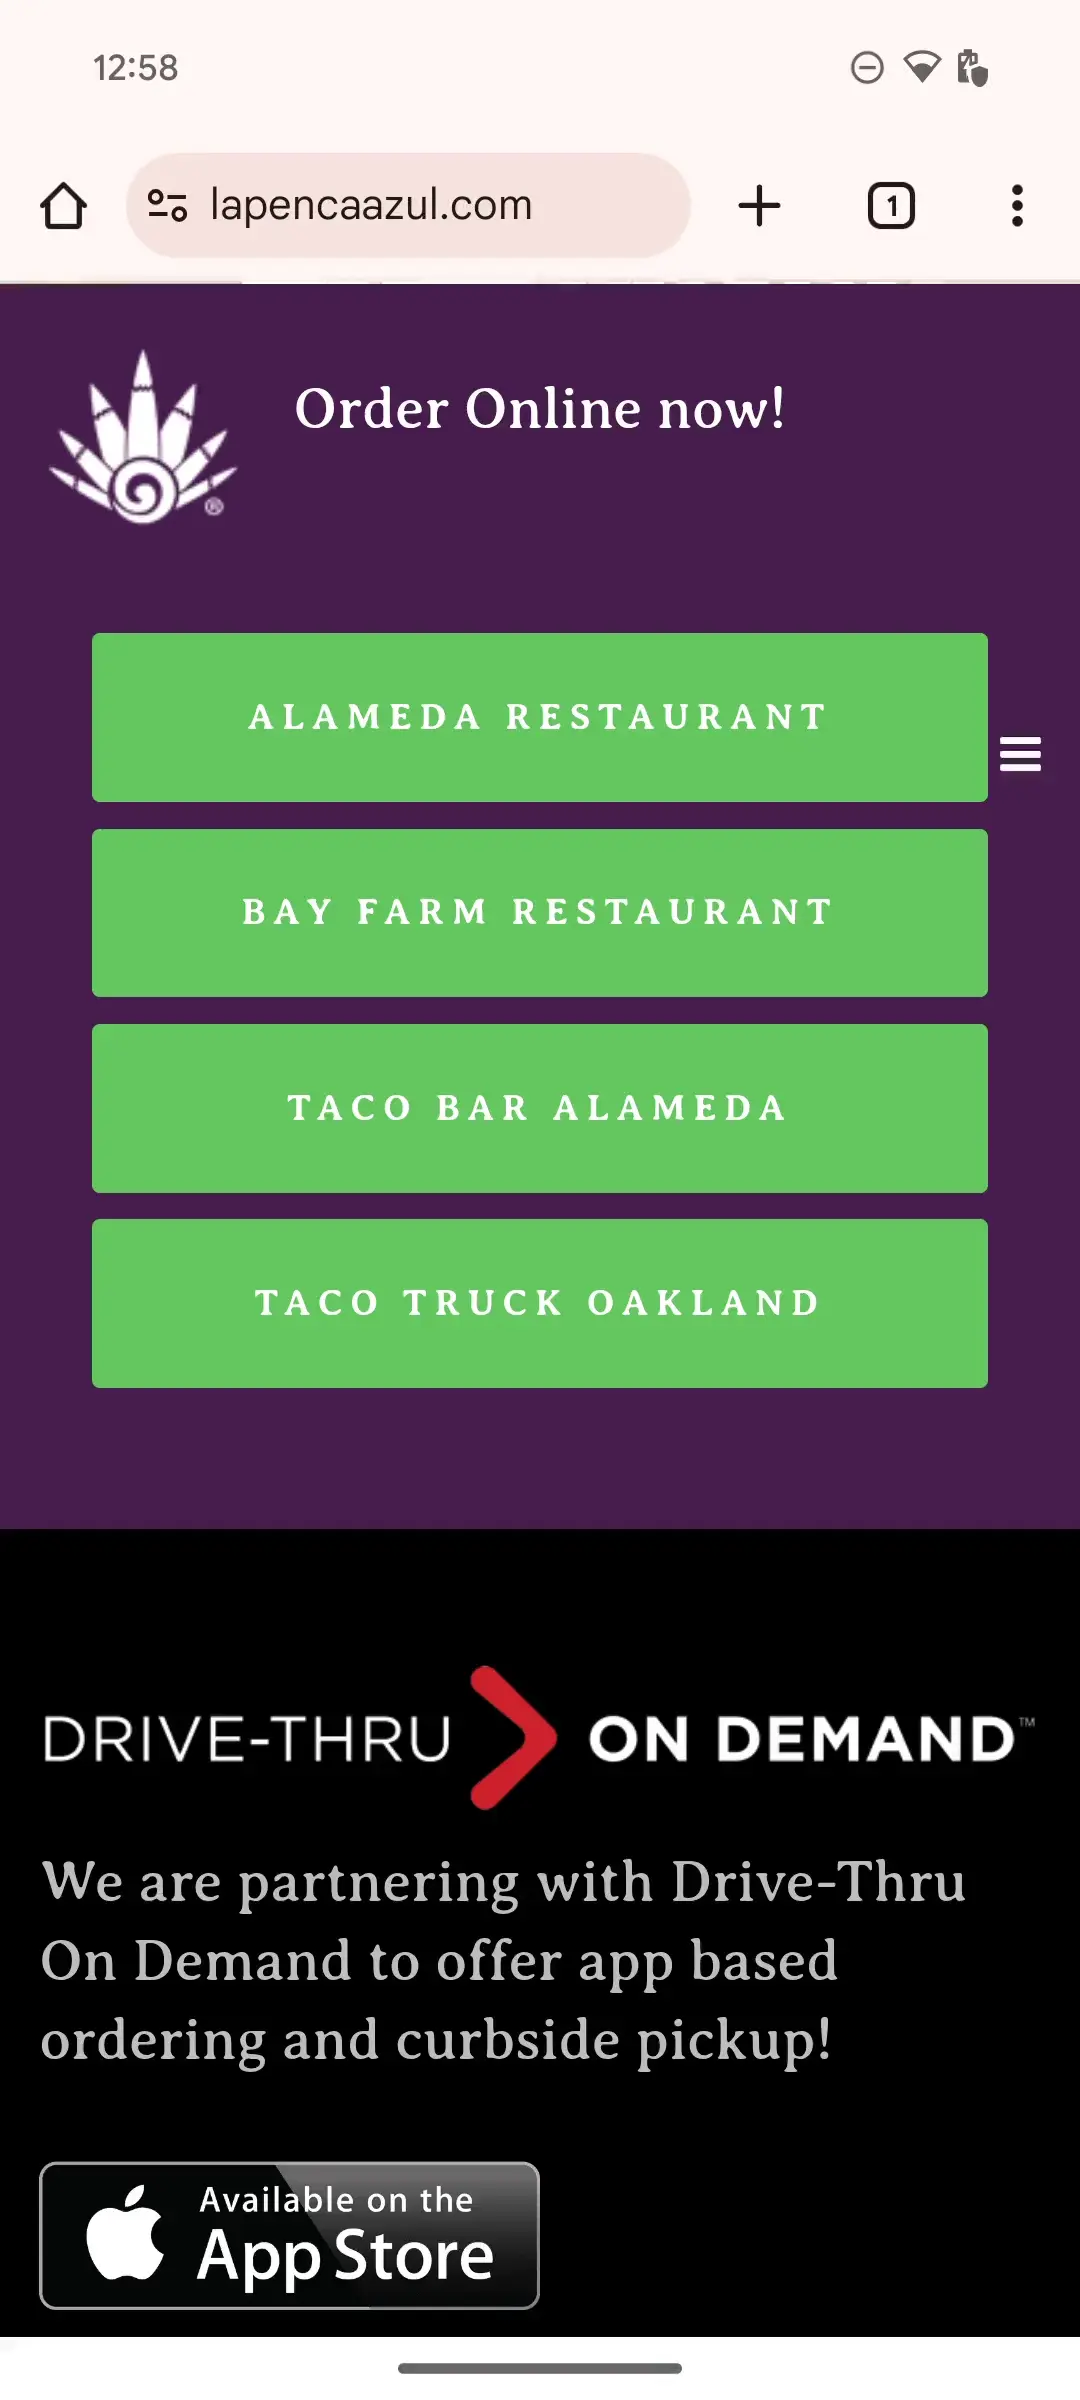 12:58
lapencaazul.com
1
Order Online now!
®
ALAMEDA RESTAURANT
BAY FARM RESTAURANT
TACO BAR ALAMEDA
TACO TRUCK OAKLAND
DRIVE-THRU ON DEMAND™
We are partnering with Drive-Thru
On Demand to offer app based
ordering and curbside pickup!
Available on the
App Store